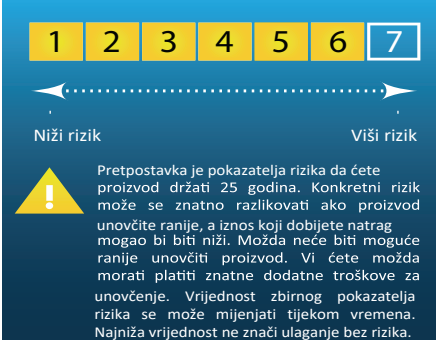 1 2 3 4 5 6 7
Niži rizik Viši rizik
Pretpostavka je pokazatelja rizika da ćete
proizvod držati 25 godina. Konkretni rizik
može se znatno razlikovati ako proizvod
unovčite ranije, a iznos koji dobijete natrag
mogao bi biti niži. Možda neće biti moguće
ranije unovčiti proizvod. Vi ćete možda
morati platiti znatne dodatne troškove za
unovčenje. Vrijednost zbirnog pokazatelja
rizika se može mijenjati tijekom vremena.
Najniža vrijednost ne znači ulaganje bez rizika.